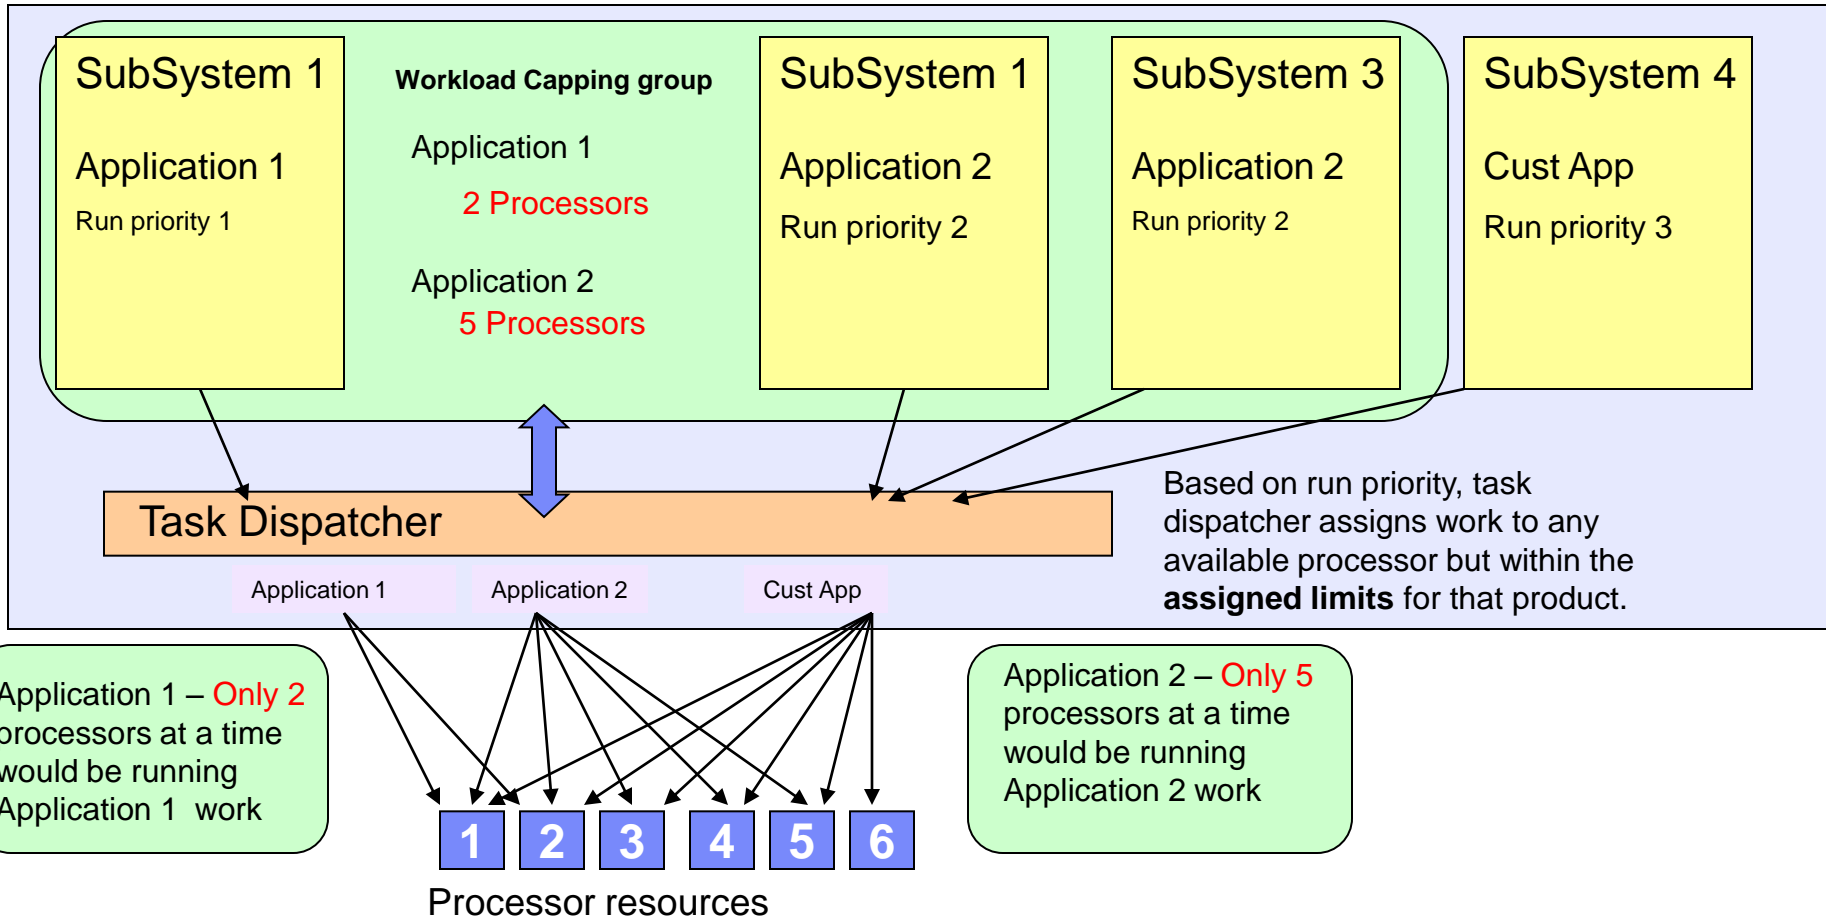 SubSystem 1
Application 1
Run priority 1
Workload Capping group
Application 1
2 Processors
Application 2
5 Processors
SubSystem 1
Application 2
Run priority 2
SubSystem 3
Application 2
Run priority 2
SubSystem 4
Cust App
Run priority 3
Task Dispatcher
Based on run priority, task
dispatcher assigns work to any
available processor but within the
assigned limits for that product.
Application 1
Application 2
Cust App
Application 1 – Only 2
processors at a time
would be running
Application 1 work
Application 2 – Only 5
processors at a time
would be running
Application 2 work
1 2 3 4 5 6
Processor resources